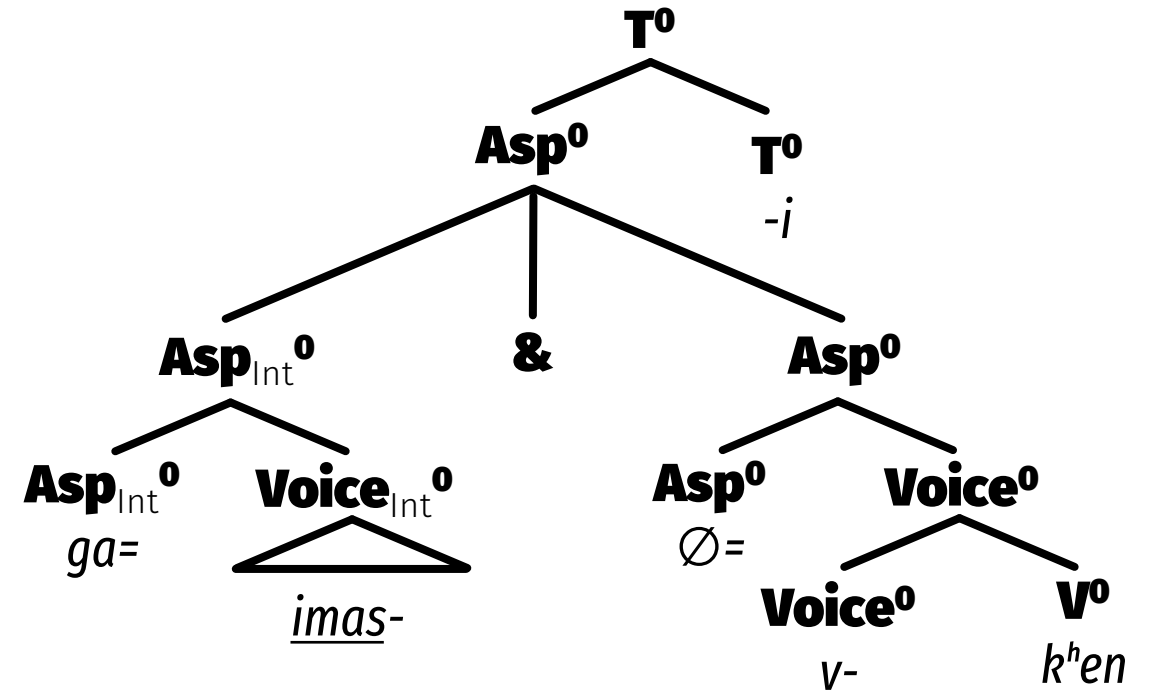 T⁰
Asp⁰ T⁰
-i
Asp_Int⁰ & Asp⁰
Asp_Int⁰ Voice_Int⁰ Asp⁰ Voice⁰
ga= ∅=
imas- Voice⁰ V⁰
v- kʰen